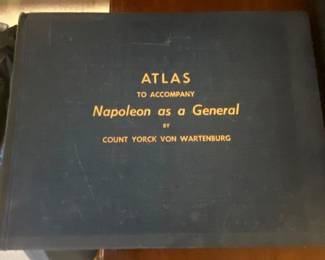 ATLAS
TO ACCOMPANY
Napoleon as a General
BY
COUNT YORCK VON WARTENBURG